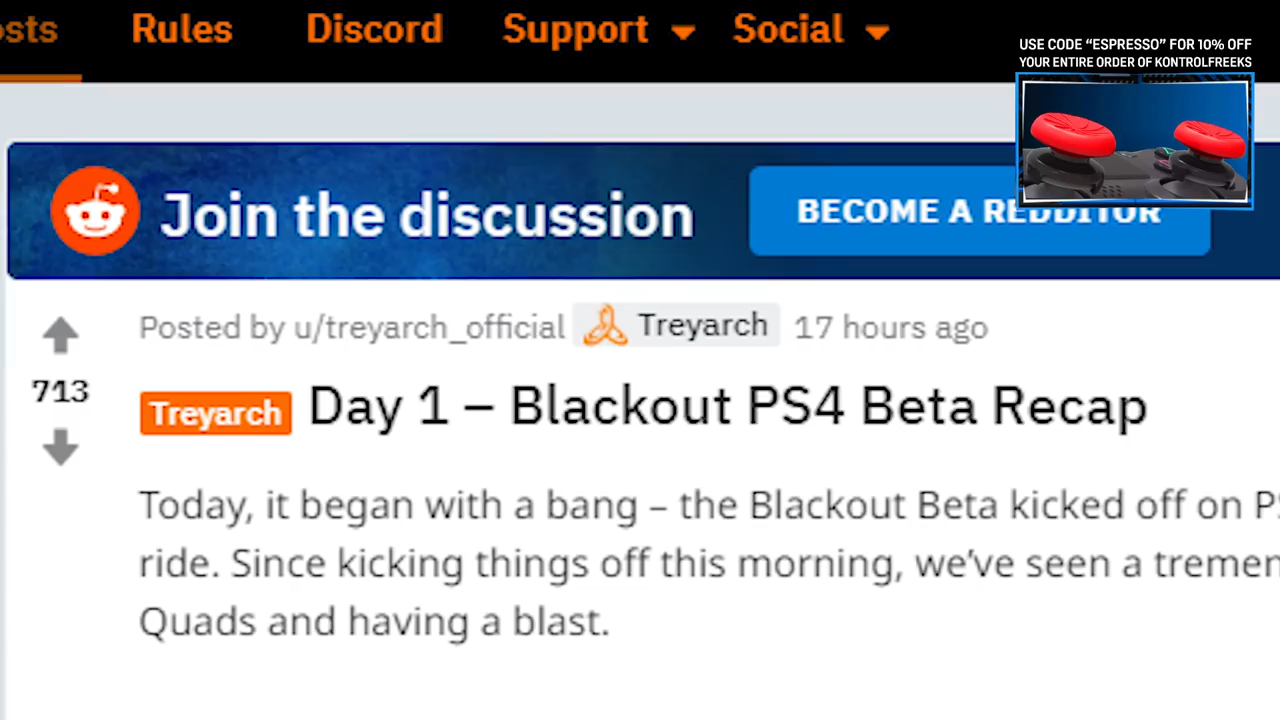 osts Rules Discord Support Social
USE CODE “ESPRESSO” FOR 10% OFF
YOUR ENTIRE ORDER OF KONTROLFREEKS
Join the discussion BECOME A REDDITOR
Posted by u/treyarch_official Treyarch 17 hours ago
713
Treyarch Day 1 – Blackout PS4 Beta Recap
Today, it began with a bang – the Blackout Beta kicked off on PS
ride. Since kicking things off this morning, we’ve seen a tremen
Quads and having a blast.